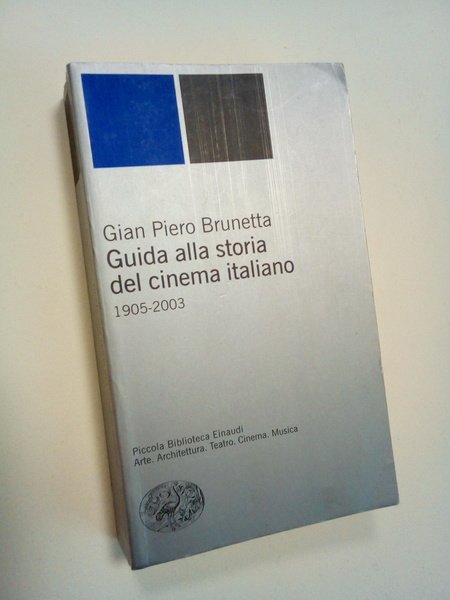 Gian Piero Brunetta
Guida alla storia
del cinema italiano
1905-2003
Piccola Biblioteca Einaudi
Arte. Architettura. Teatro. Cinema. Musica